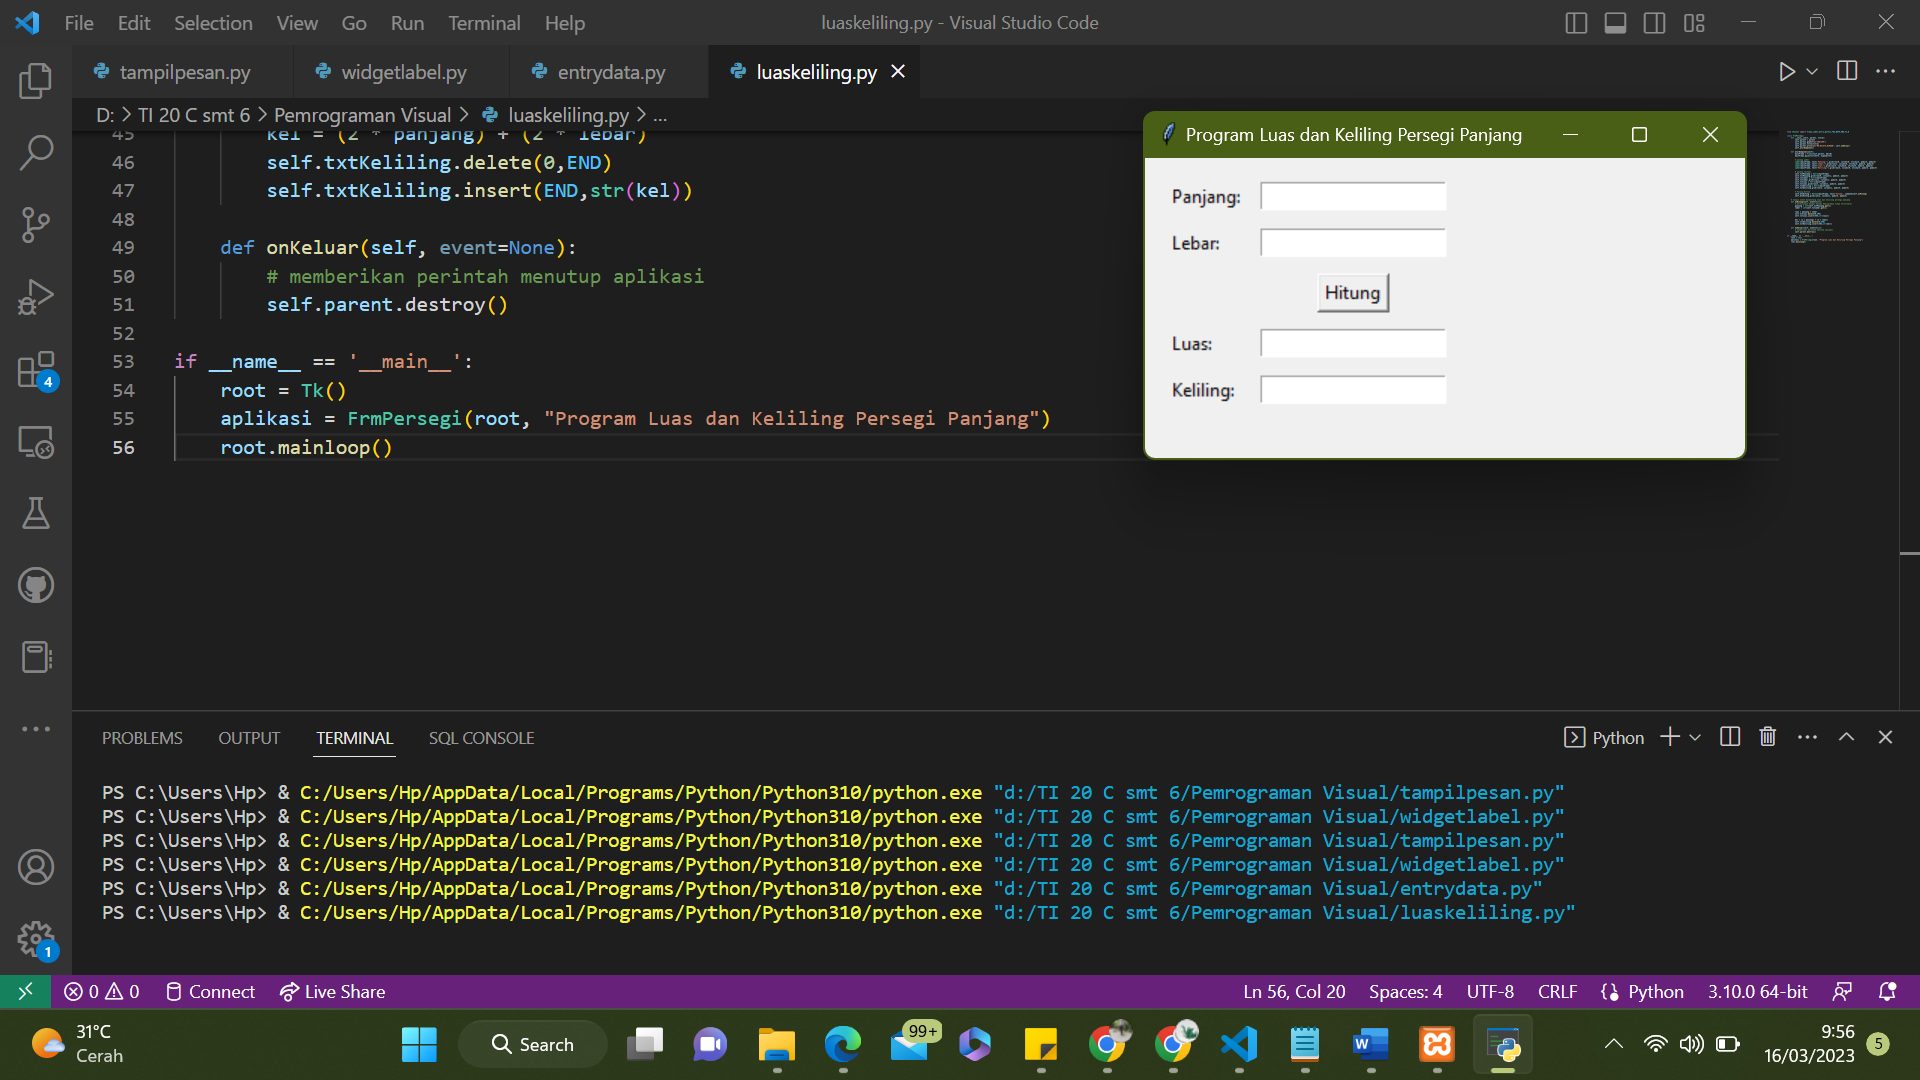 File Edit Selection View Go Run Terminal Help
luaskeliling.py - Visual Studio Code
tampilpesan.py
widgetlabel.py
entrydata.py
luaskeliling.py
D: > TI 20 C smt 6 > Pemrograman Visual > luaskeliling.py > ...
45 kel = (2 * panjang) + (2 * lebar)
46 self.txtKeliling.delete(0,END)
47 self.txtKeliling.insert(END,str(kel))
48
49 def onKeluar(self, event=None):
50 # memberikan perintah menutup aplikasi
51 self.parent.destroy()
52
53 if __name__ == '__main__':
54 root = Tk()
55 aplikasi = FrmPersegi(root, "Program Luas dan Keliling Persegi Panjang")
56 root.mainloop()
Program Luas dan Keliling Persegi Panjang
Panjang:
Lebar:
Hitung
Luas:
Keliling:
4
1
PROBLEMS OUTPUT TERMINAL SQL CONSOLE
Python
PS C:\Users\Hp> & C:/Users/Hp/AppData/Local/Programs/Python/Python310/python.exe "d:/TI 20 C smt 6/Pemrograman Visual/tampilpesan.py"
PS C:\Users\Hp> & C:/Users/Hp/AppData/Local/Programs/Python/Python310/python.exe "d:/TI 20 C smt 6/Pemrograman Visual/widgetlabel.py"
PS C:\Users\Hp> & C:/Users/Hp/AppData/Local/Programs/Python/Python310/python.exe "d:/TI 20 C smt 6/Pemrograman Visual/tampilpesan.py"
PS C:\Users\Hp> & C:/Users/Hp/AppData/Local/Programs/Python/Python310/python.exe "d:/TI 20 C smt 6/Pemrograman Visual/widgetlabel.py"
PS C:\Users\Hp> & C:/Users/Hp/AppData/Local/Programs/Python/Python310/python.exe "d:/TI 20 C smt 6/Pemrograman Visual/entrydata.py"
PS C:\Users\Hp> & C:/Users/Hp/AppData/Local/Programs/Python/Python310/python.exe "d:/TI 20 C smt 6/Pemrograman Visual/luaskeliling.py"
0 0 Connect Live Share
Ln 56, Col 20 Spaces: 4 UTF-8 CRLF Python 3.10.0 64-bit
31°C
Cerah
Search
99+
W
9:56
16/03/2023
5